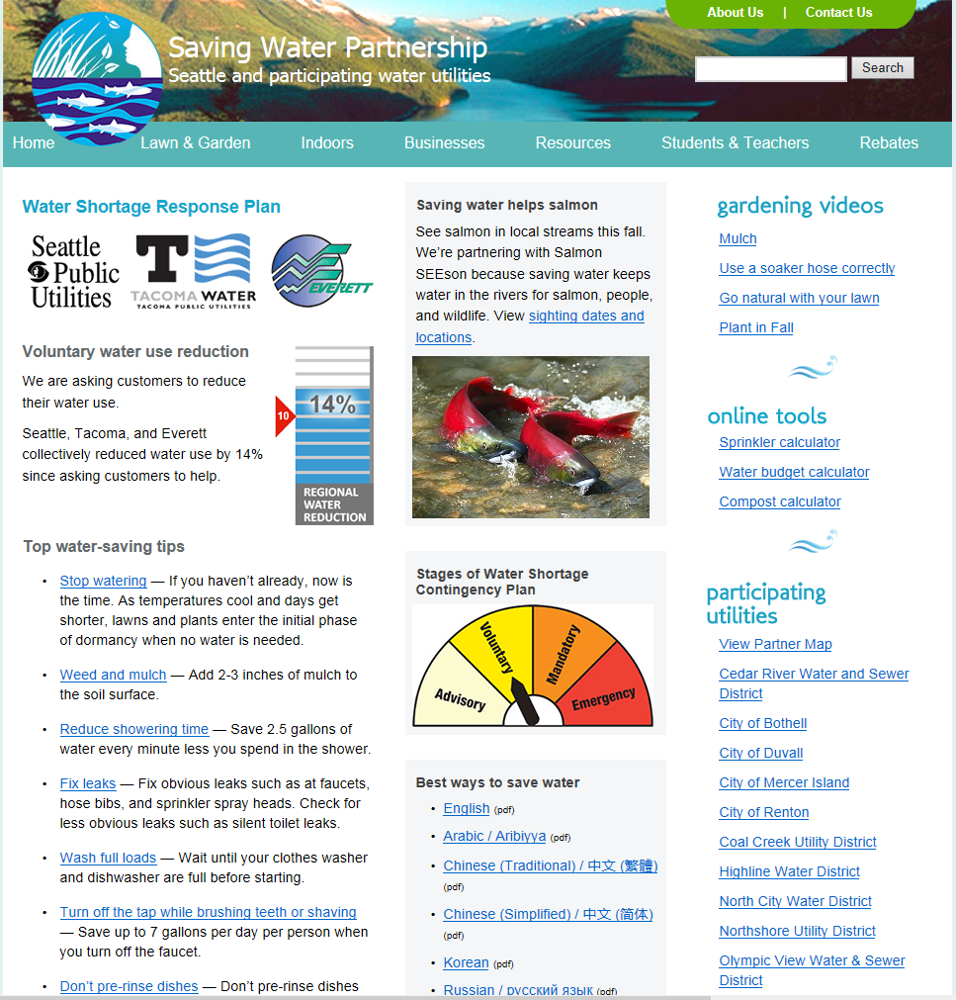 About Us | Contact Us
Saving Water Partnership
Seattle and participating water utilities
Search
Home Lawn & Garden Indoors Businesses Resources Students & Teachers Rebates
Water Shortage Response Plan
Seattle
Public
Utilities
TACOMA WATER
TACOMA PUBLIC UTILITIES
EVERETT
Voluntary water use reduction
We are asking customers to reduce
their water use.
Seattle, Tacoma, and Everett
collectively reduced water use by 14%
since asking customers to help.
14%
10
REGIONAL
WATER
REDUCTION
Top water-saving tips
• Stop watering — If you haven’t already, now is
the time. As temperatures cool and days get
shorter, lawns and plants enter the initial phase
of dormancy when no water is needed.
• Weed and mulch — Add 2-3 inches of mulch to
the soil surface.
• Reduce showering time — Save 2.5 gallons of
water every minute less you spend in the shower.
• Fix leaks — Fix obvious leaks such as at faucets,
hose bibs, and sprinkler spray heads. Check for
less obvious leaks such as silent toilet leaks.
• Wash full loads — Wait until your clothes washer
and dishwasher are full before starting.
• Turn off the tap while brushing teeth or shaving
— Save up to 7 gallons per day per person when
you turn off the faucet.
• Don’t pre-rinse dishes — Don’t pre-rinse dishes
Saving water helps salmon
See salmon in local streams this fall.
We’re partnering with Salmon
SEEson because saving water keeps
water in the rivers for salmon, people,
and wildlife. View sighting dates and
locations.
Stages of Water Shortage
Contingency Plan
Advisory
Voluntary
Mandatory
Emergency
Best ways to save water
• English (pdf)
• Arabic / Aribiyya (pdf)
• Chinese (Traditional) / 中文 (繁體)
(pdf)
• Chinese (Simplified) / 中文 (简体)
(pdf)
• Korean (pdf)
• Russian / русский язык (pdf)
gardening videos
Mulch
Use a soaker hose correctly
Go natural with your lawn
Plant in Fall
online tools
Sprinkler calculator
Water budget calculator
Compost calculator
participating
utilities
View Partner Map
Cedar River Water and Sewer
District
City of Bothell
City of Duvall
City of Mercer Island
City of Renton
Coal Creek Utility District
Highline Water District
North City Water District
Northshore Utility District
Olympic View Water & Sewer
District